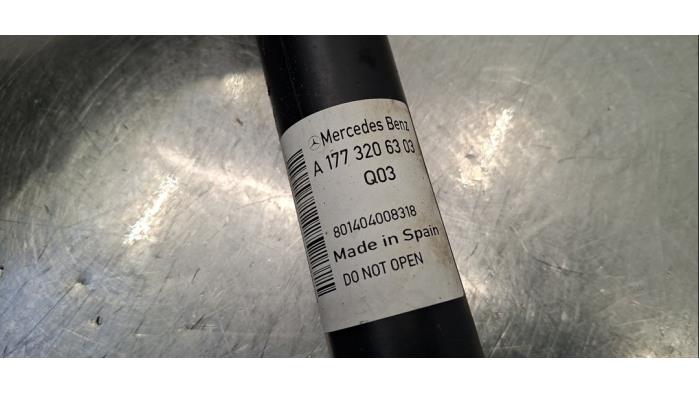 Mercedes Benz
A 177 320 63 03
Q03
801404008318
Made in Spain
DO NOT OPEN